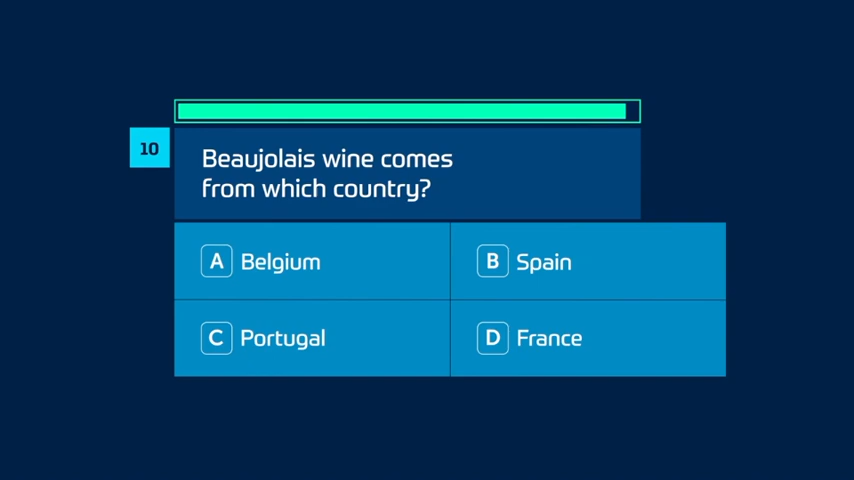 10
Beaujolais wine comes
from which country?
A Belgium
B Spain
C Portugal
D France